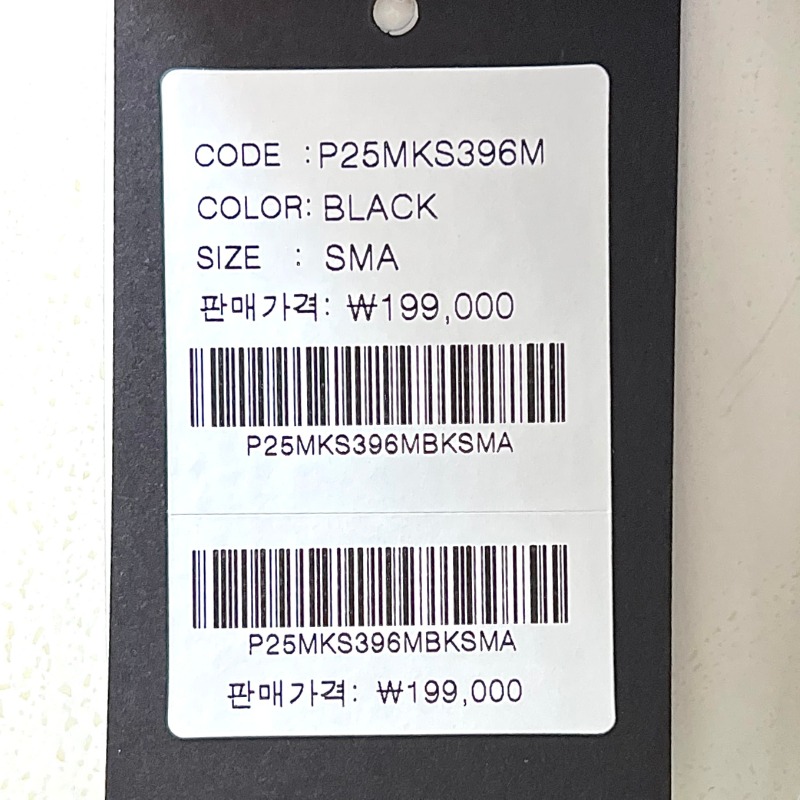 CODE : P25MKS396M
COLOR: BLACK
SIZE : SMA
판매가격: ₩199,000
P25MKS396MBKSMA
P25MKS396MBKSMA
판매가격: ₩199,000